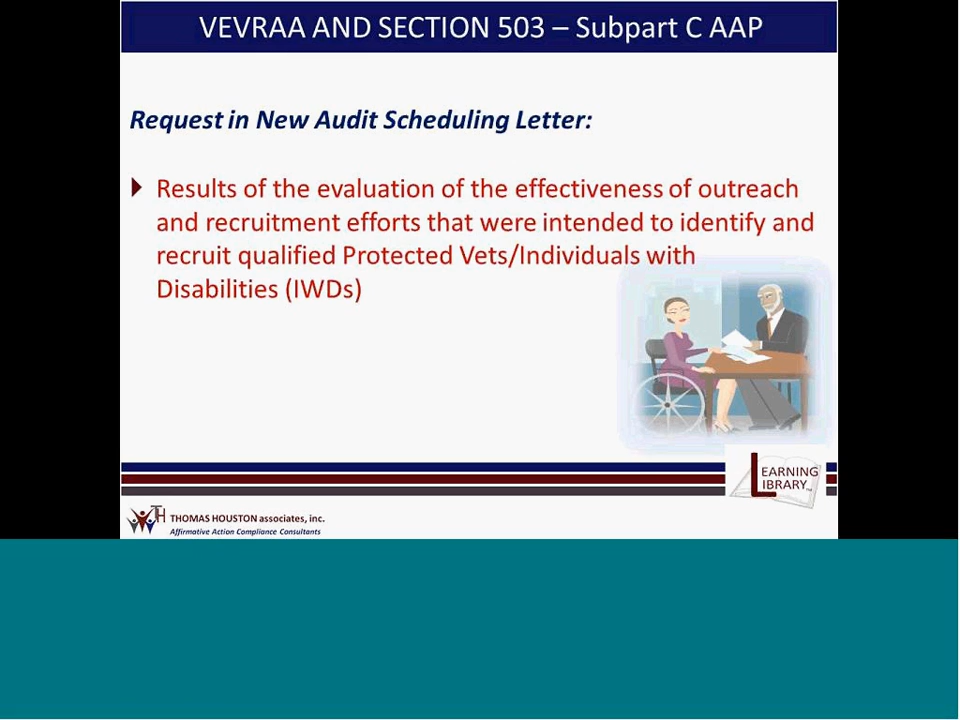 VEVRAA AND SECTION 503 – Subpart C AAP
Request in New Audit Scheduling Letter:
Results of the evaluation of the effectiveness of outreach
and recruitment efforts that were intended to identify and
recruit qualified Protected Vets/Individuals with
Disabilities (IWDs)
LEARNING
LIBRARY™
TH THOMAS HOUSTON associates, inc.
Affirmative Action Compliance Consultants